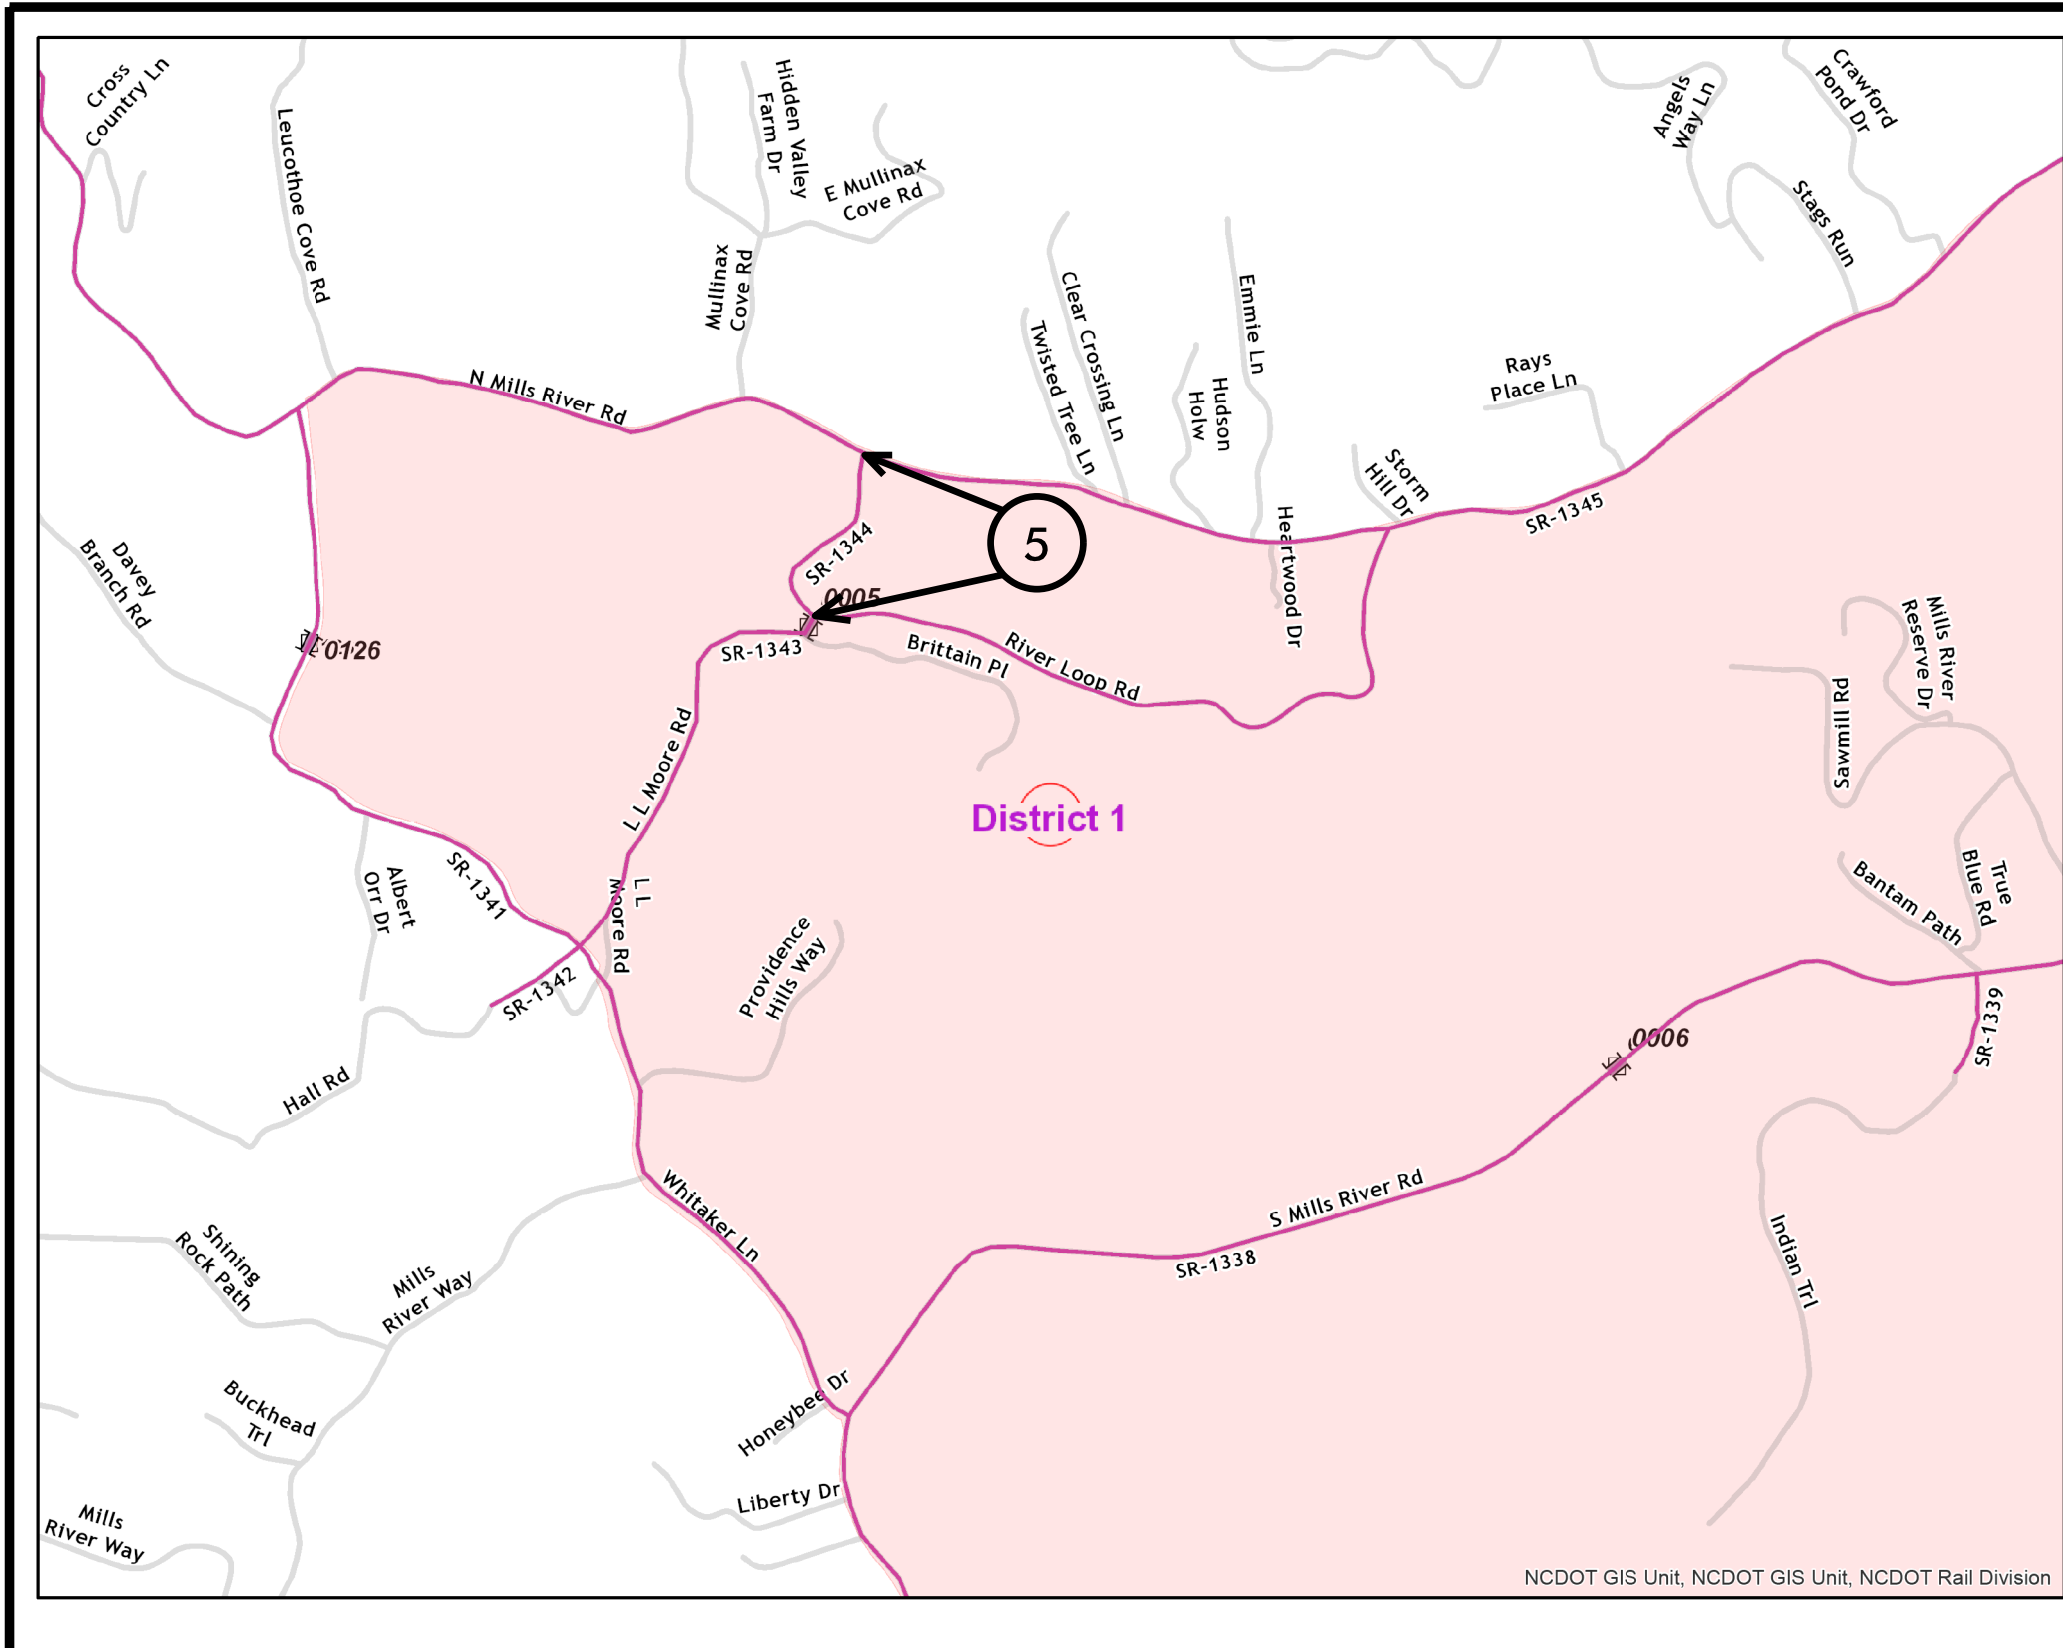 Cross
Country Ln
Leucothoe Cove Rd
Hidden Valley
Farm Dr
E Mullinax
Cove Rd
Mullinax
Cove Rd
Angels
Way Ln
Crawford
Pond Dr
Stags Run
Clear Crossing Ln
Twisted Tree Ln
Emmie Ln
Hudson
Holw
Rays
Place Ln
Storm
Hill Dr
N Mills River Rd
SR-1345
SR-1344
5
Heartwood Dr
Davey
Branch Rd
0126
0005
SR-1343
Brittain Pl
River Loop Rd
Mills River
Reserve Dr
Sawmill Rd
L L Moore Rd
District 1
SR-1341
Albert
Orr Dr
L L
Moore Rd
True
Blue Rd
Bantam Path
Providence
Hills Way
SR-1342
SR-1339
0006
Hall Rd
Whitaker Ln
S Mills River Rd
SR-1338
Indian Trl
Shining
Rock Path
Mills
River Way
Honeybee Dr
Buckhead
Trl
Liberty Dr
Mills
River Way
NCDOT GIS Unit, NCDOT GIS Unit, NCDOT Rail Division